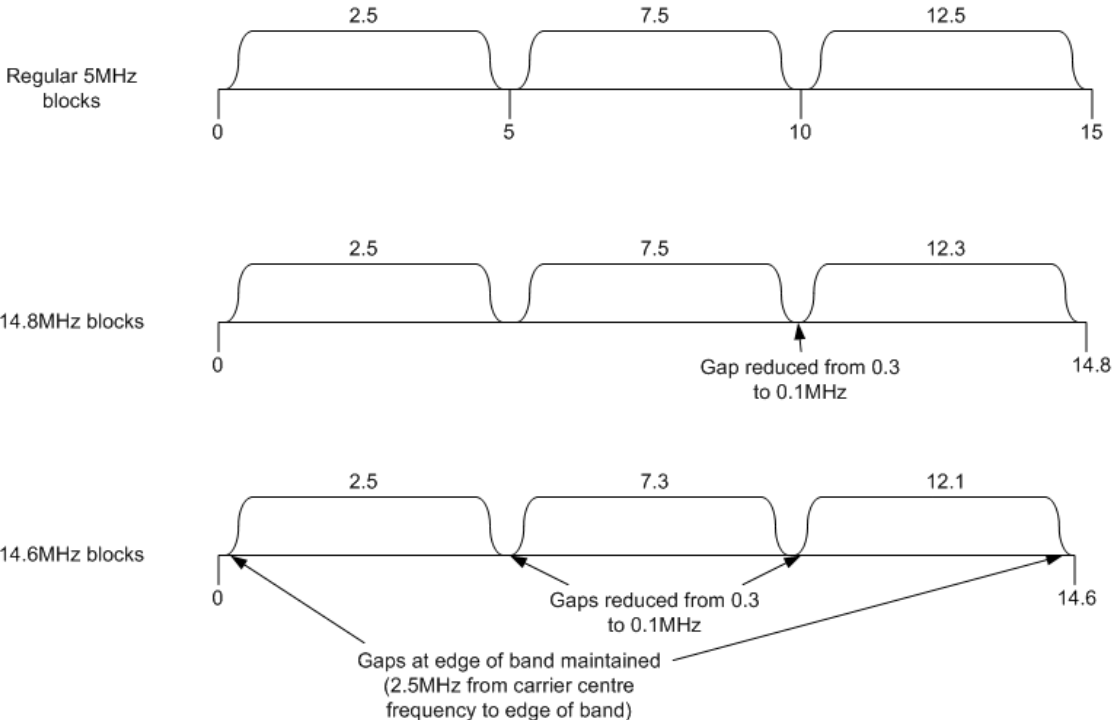 2.5 7.5 12.5
Regular 5MHz
blocks
0 5 10 15
2.5 7.5 12.3
14.8MHz blocks
0 14.8
Gap reduced from 0.3
to 0.1MHz
2.5 7.3 12.1
14.6MHz blocks
0 14.6
Gaps reduced from 0.3
to 0.1MHz
Gaps at edge of band maintained
(2.5MHz from carrier centre
frequency to edge of band)